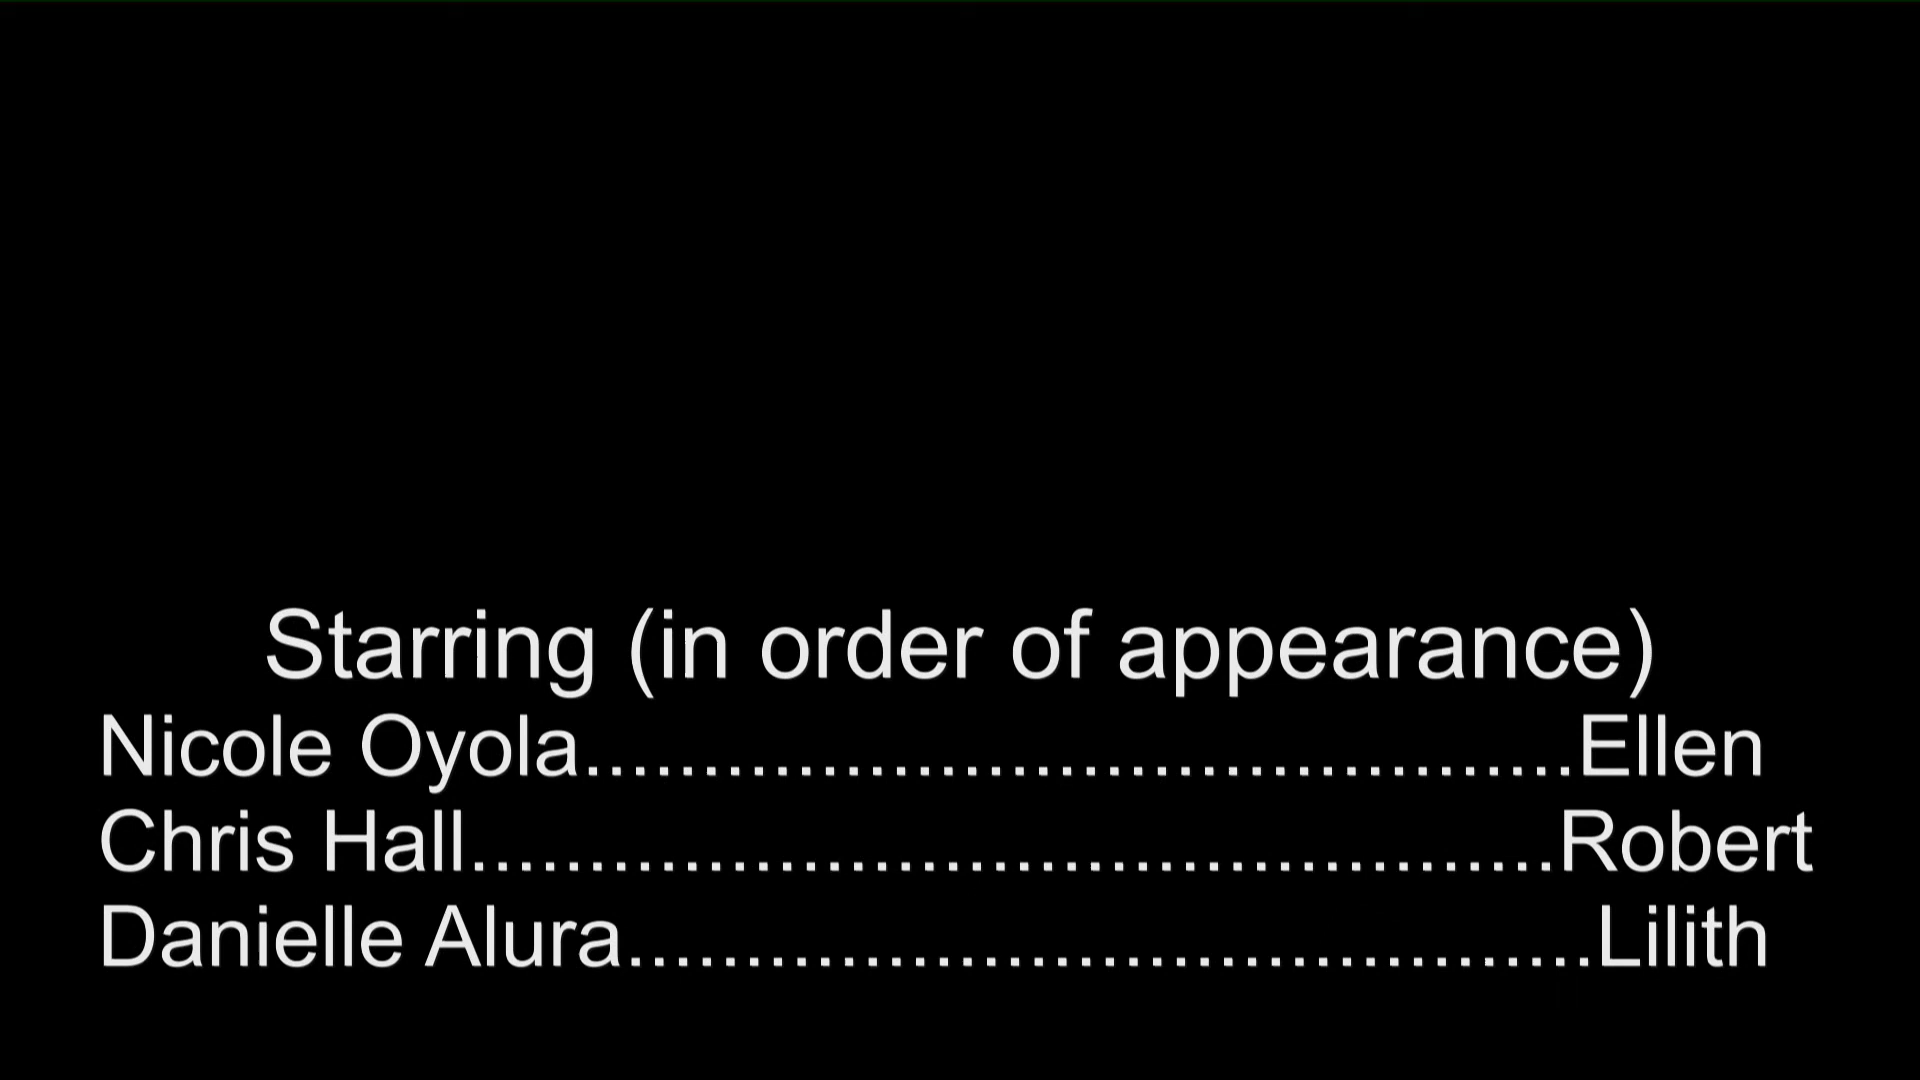 Starring (in order of appearance)
Nicole Oyola..........................................Ellen
Chris Hall..............................................Robert
Danielle Alura.........................................Lilith